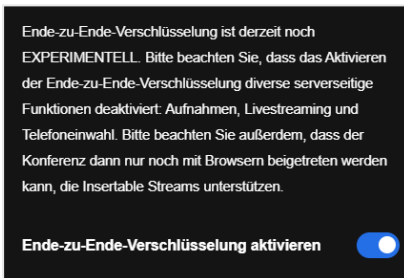 Ende-zu-Ende-Verschlüsselung ist derzeit noch
EXPERIMENTELL. Bitte beachten Sie, dass das Aktivieren
der Ende-zu-Ende-Verschlüsselung diverse serverseitige
Funktionen deaktiviert: Aufnahmen, Livestreaming und
Telefoneinwahl. Bitte beachten Sie außerdem, dass der
Konferenz dann nur noch mit Browsern beigetreten werden
kann, die Insertable Streams unterstützen.
Ende-zu-Ende-Verschlüsselung aktivieren